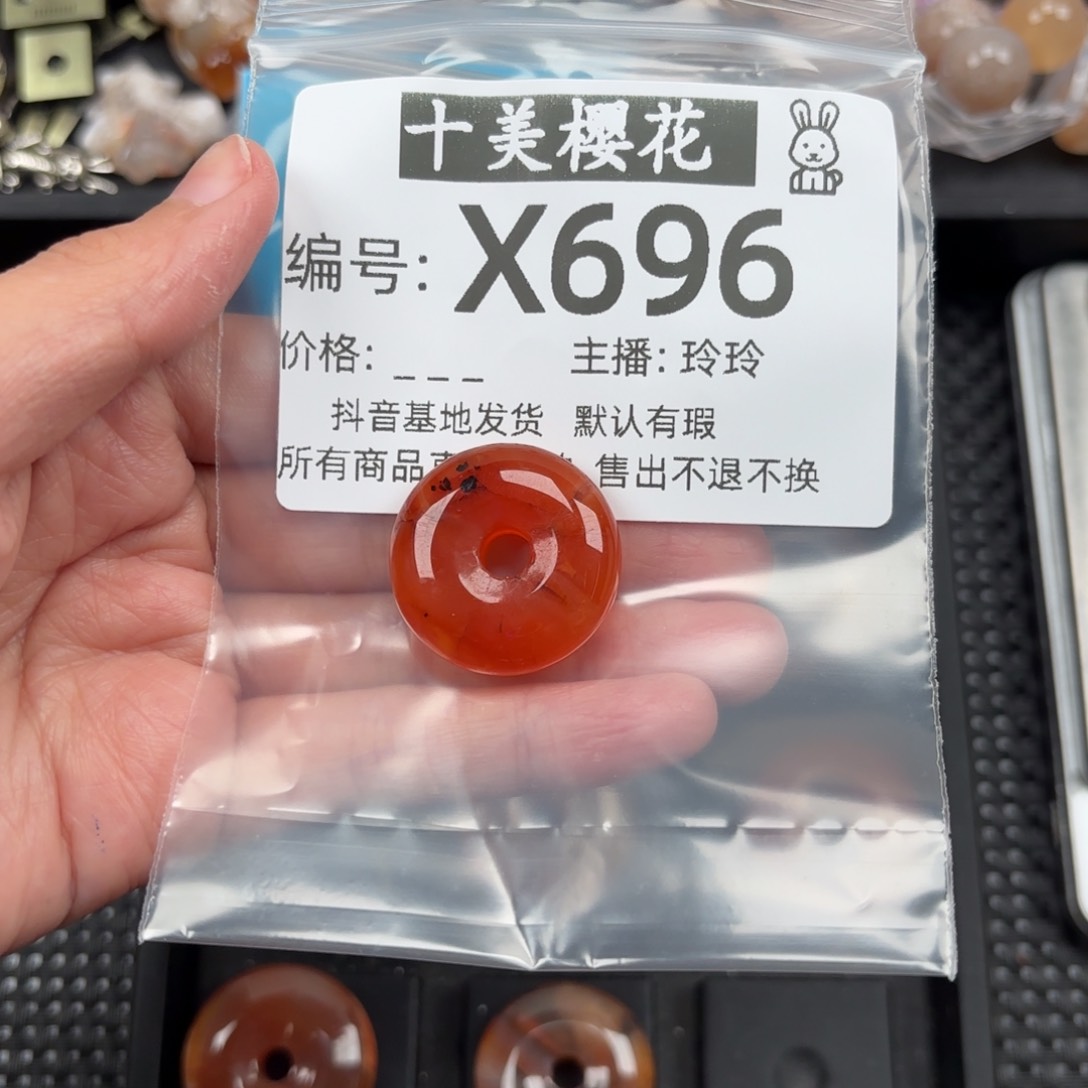 十美樱花
编号: X696
价格: _ _ _ 主播: 玲玲
抖音基地发货 默认有瑕
所有商品 售出不退不换